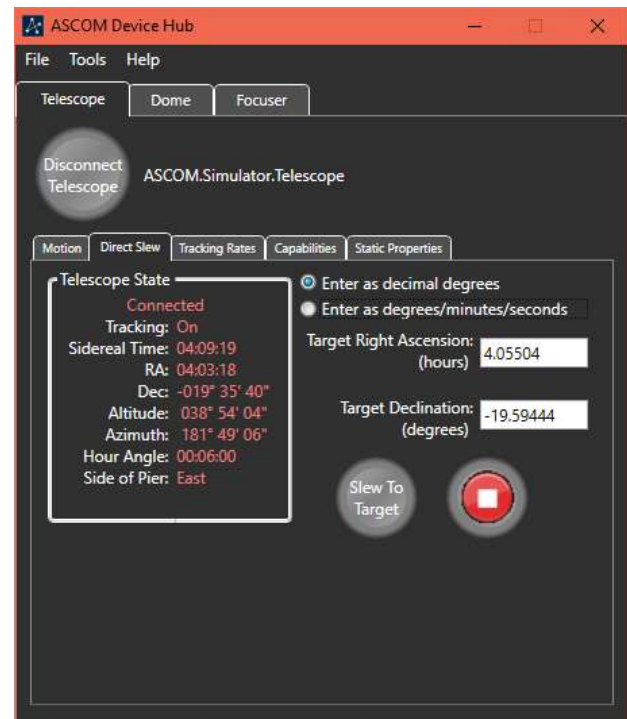 ASCOM Device Hub
File Tools Help
Telescope Dome Focuser
Disconnect
Telescope
ASCOM.Simulator.Telescope
Motion Direct Slew Tracking Rates Capabilities Static Properties
Telescope State
Connected
Tracking: On
Sidereal Time: 04:09:19
RA: 04:03:18
Dec: -019° 35' 40"
Altitude: 038° 54' 04"
Azimuth: 181° 49' 06"
Hour Angle: 00:06:00
Side of Pier: East
Enter as decimal degrees
Enter as degrees/minutes/seconds
Target Right Ascension:
(hours)
4.05504
Target Declination:
(degrees)
-19.59444
Slew To
Target